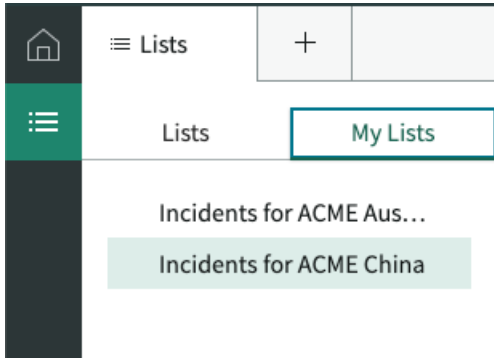 Lists
Lists
My Lists
Incidents for ACME Aus...
Incidents for ACME China